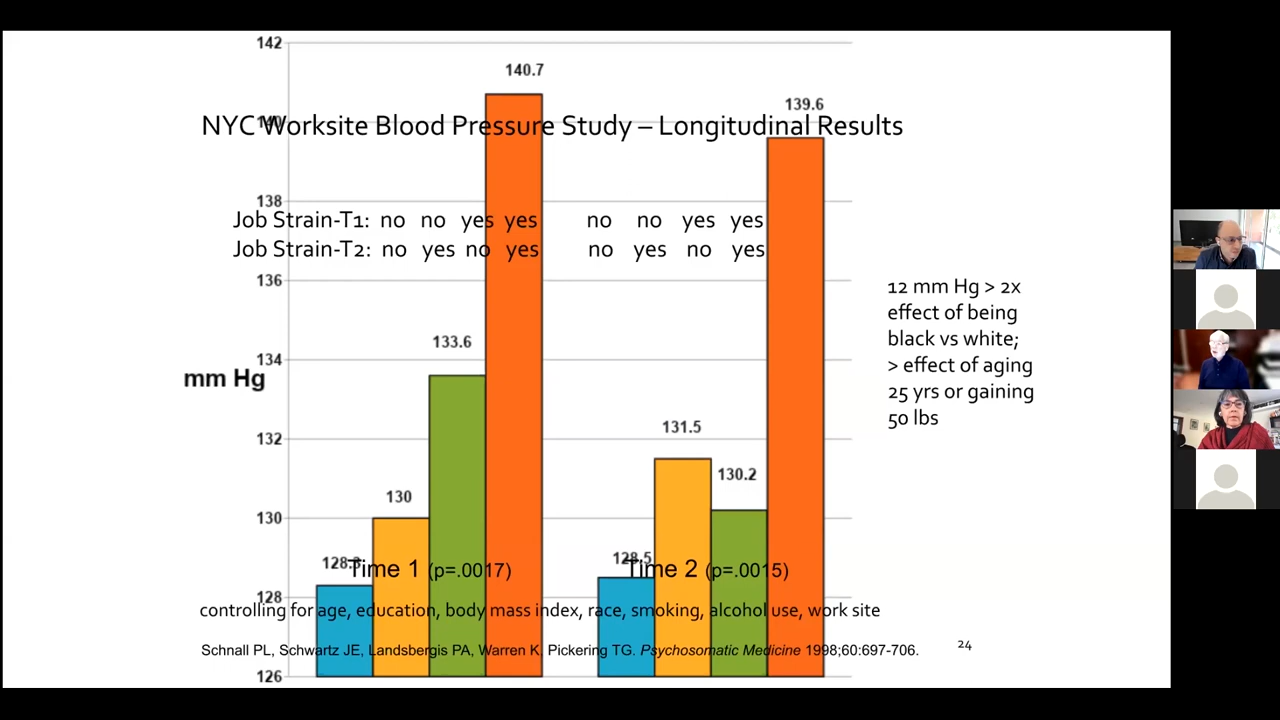 142
140.7
139.6
NYC Worksite Blood Pressure Study – Longitudinal Results
140
138
Job Strain-T1: no no yes yes no no yes yes
Job Strain-T2: no yes no yes no yes no yes
136
12 mm Hg > 2x
effect of being
black vs white;
> effect of aging
25 yrs or gaining
50 lbs
133.6
134
mm Hg
132
131.5
130.2
130
130
128.3
128.5
Time 1 (p=.0017)
Time 2 (p=.0015)
128
controlling for age, education, body mass index, race, smoking, alcohol use, work site
Schnall PL, Schwartz JE, Landsbergis PA, Warren K. Pickering TG. Psychosomatic Medicine 1998;60:697-706.
24
126